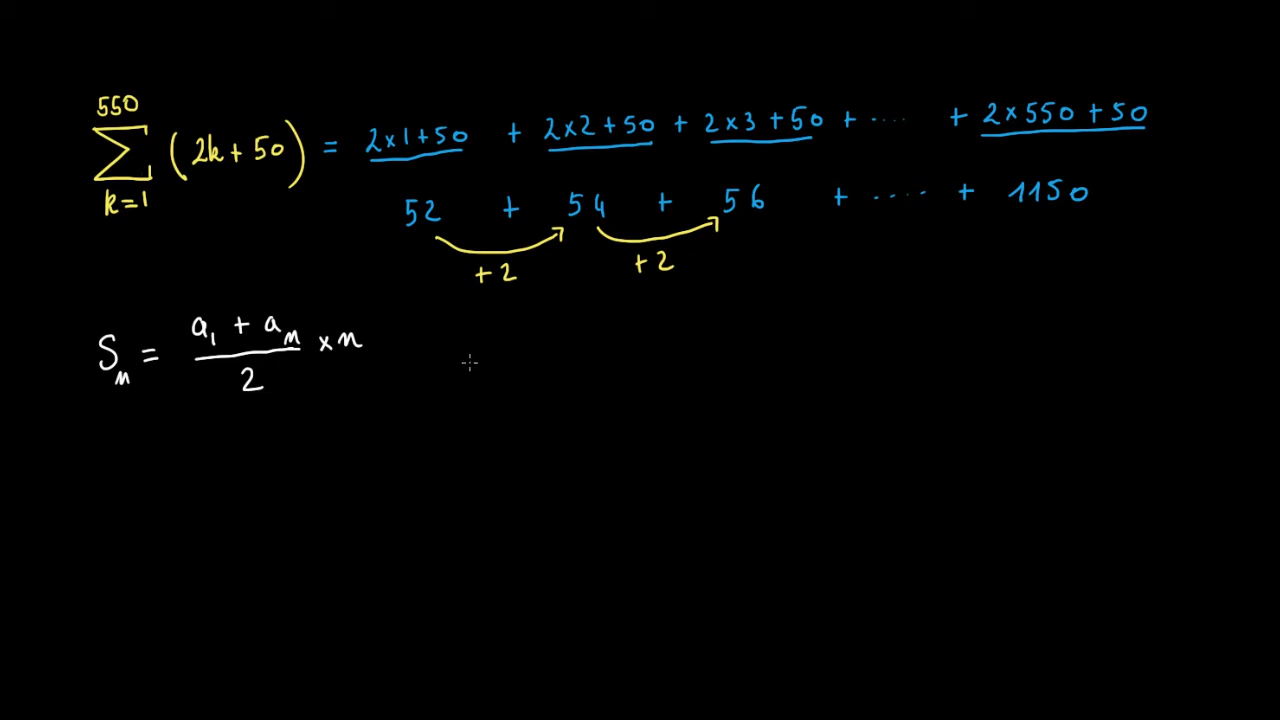 550
∑ (2k + 50) = 2×1+50 + 2×2+50 + 2×3+50 + ···· + 2×550+50
k=1
52 + 54 + 56 + ····· + 1150
+2 +2
Sₙ = (a₁ + aₙ)/2 × n